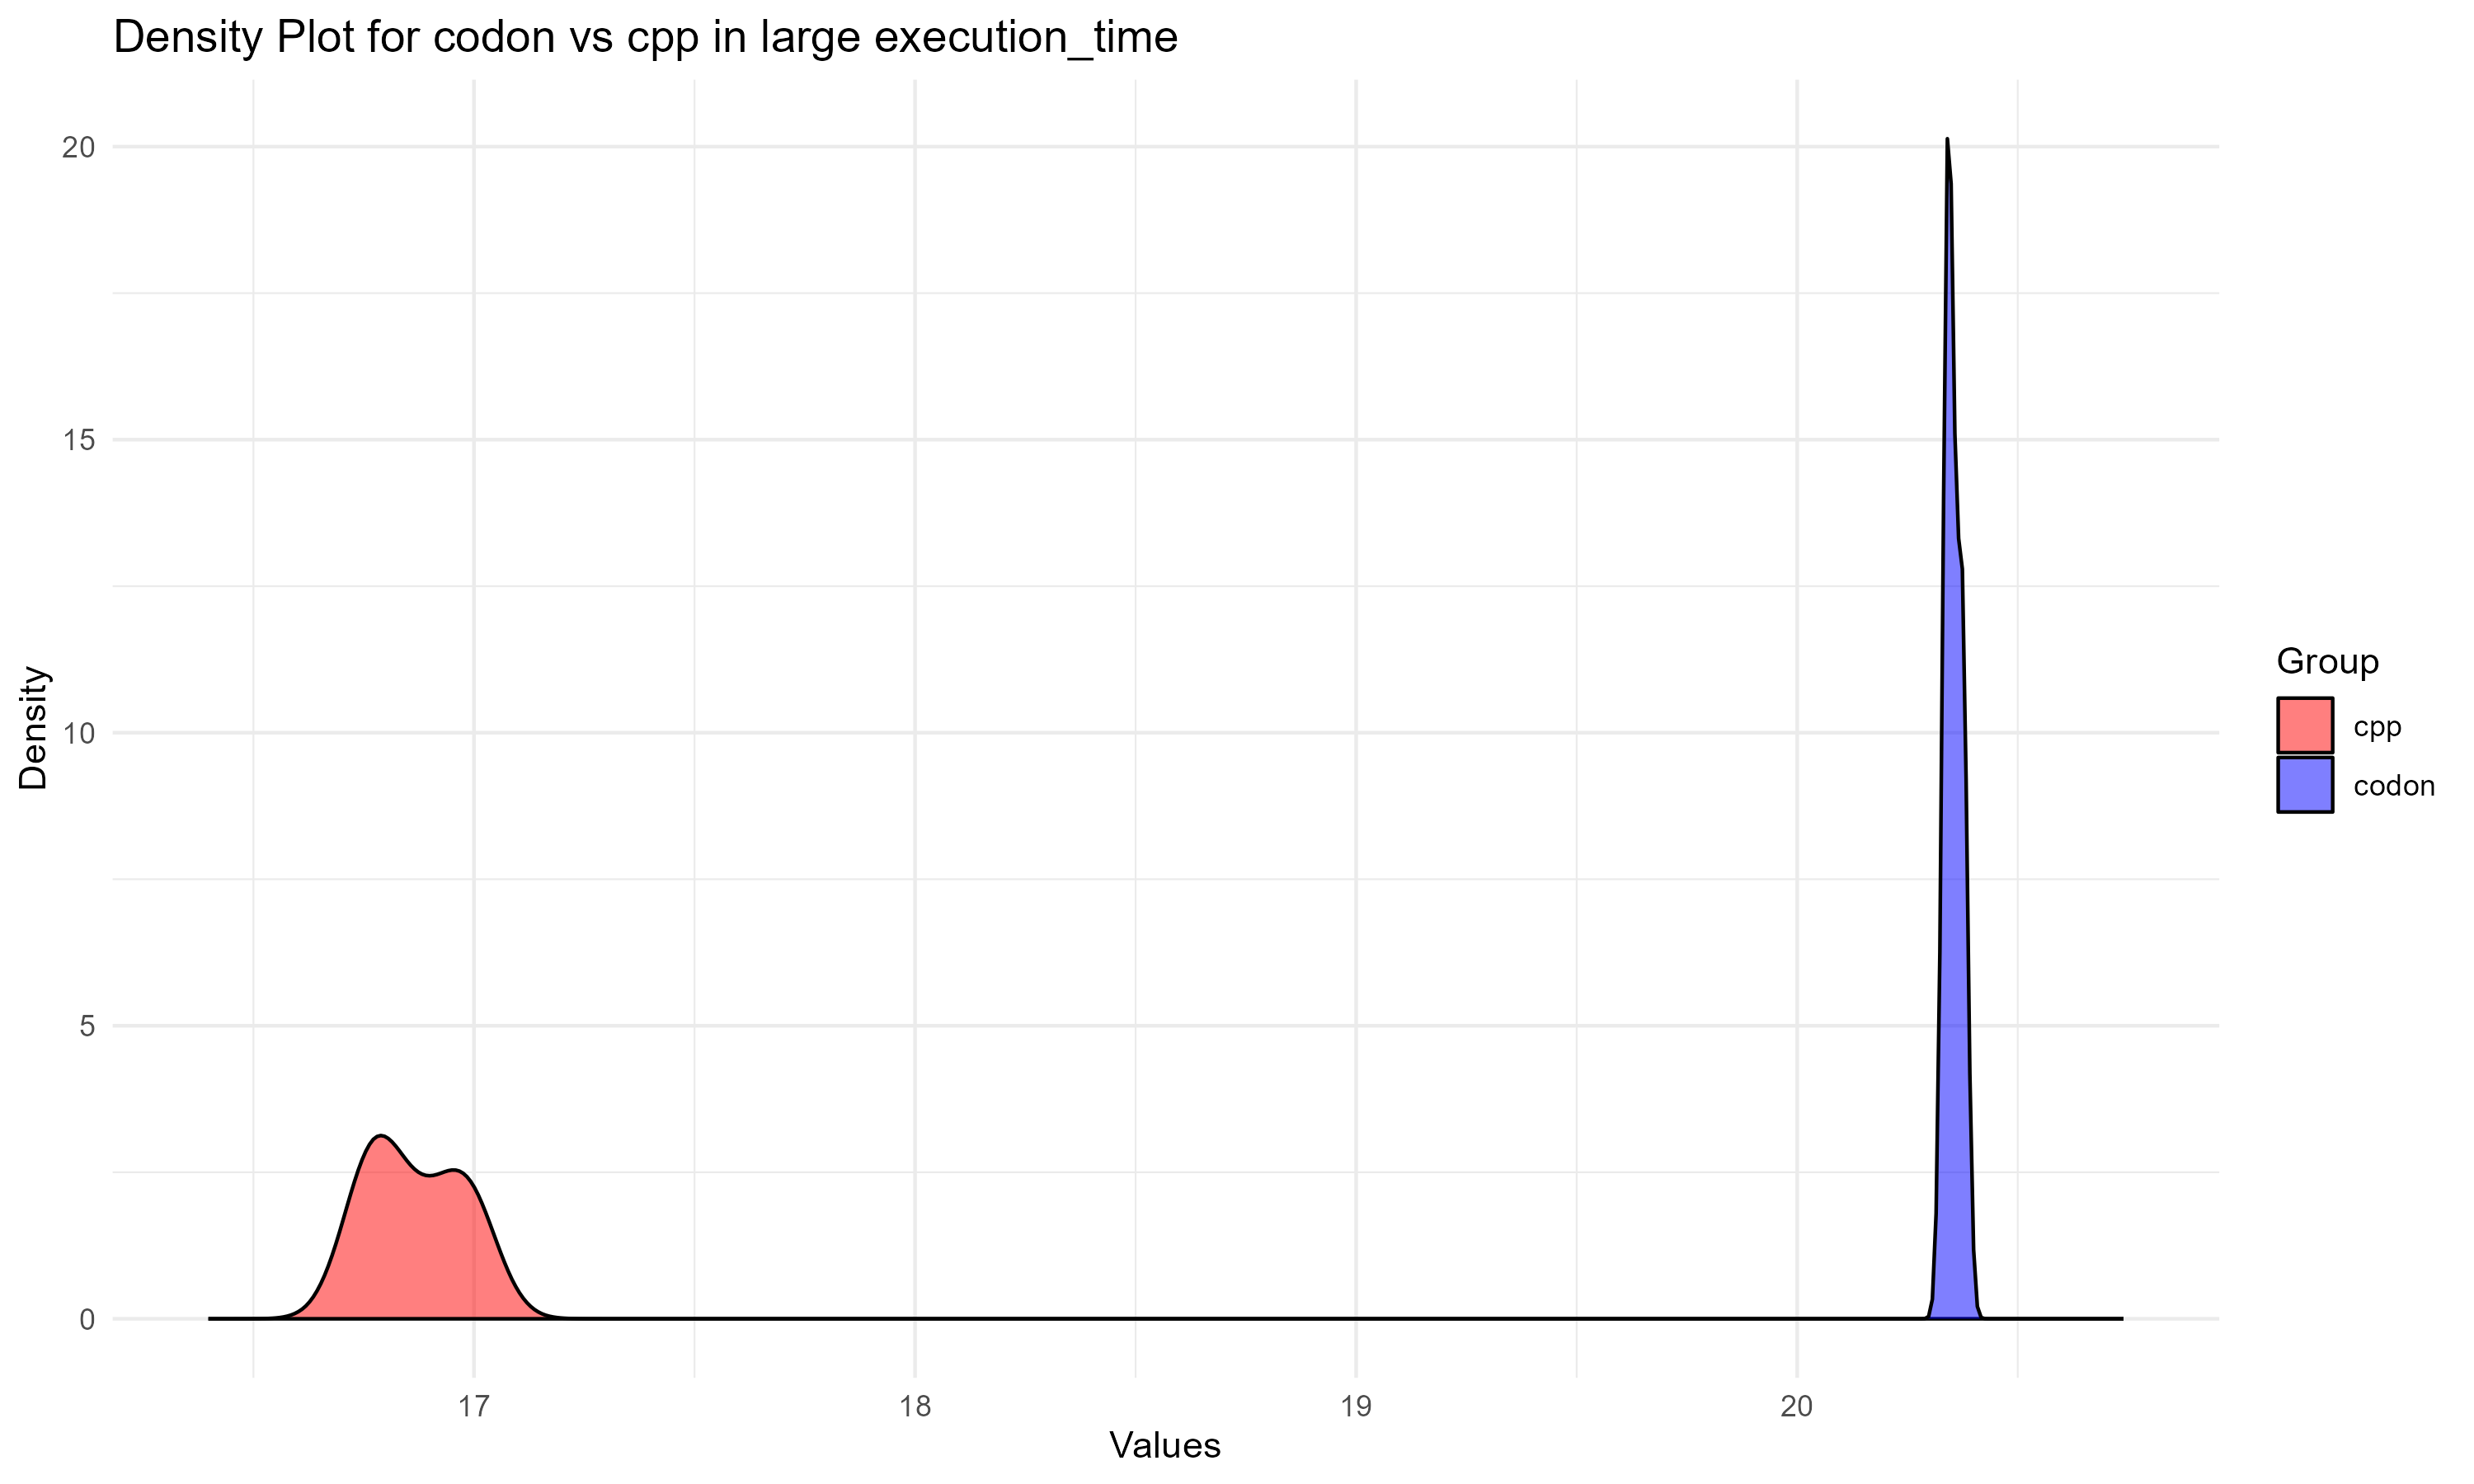 Density Plot for codon vs cpp in large execution_time
20
15
10
5
0
Density
17
18
19
20
Values
Group
cpp
codon